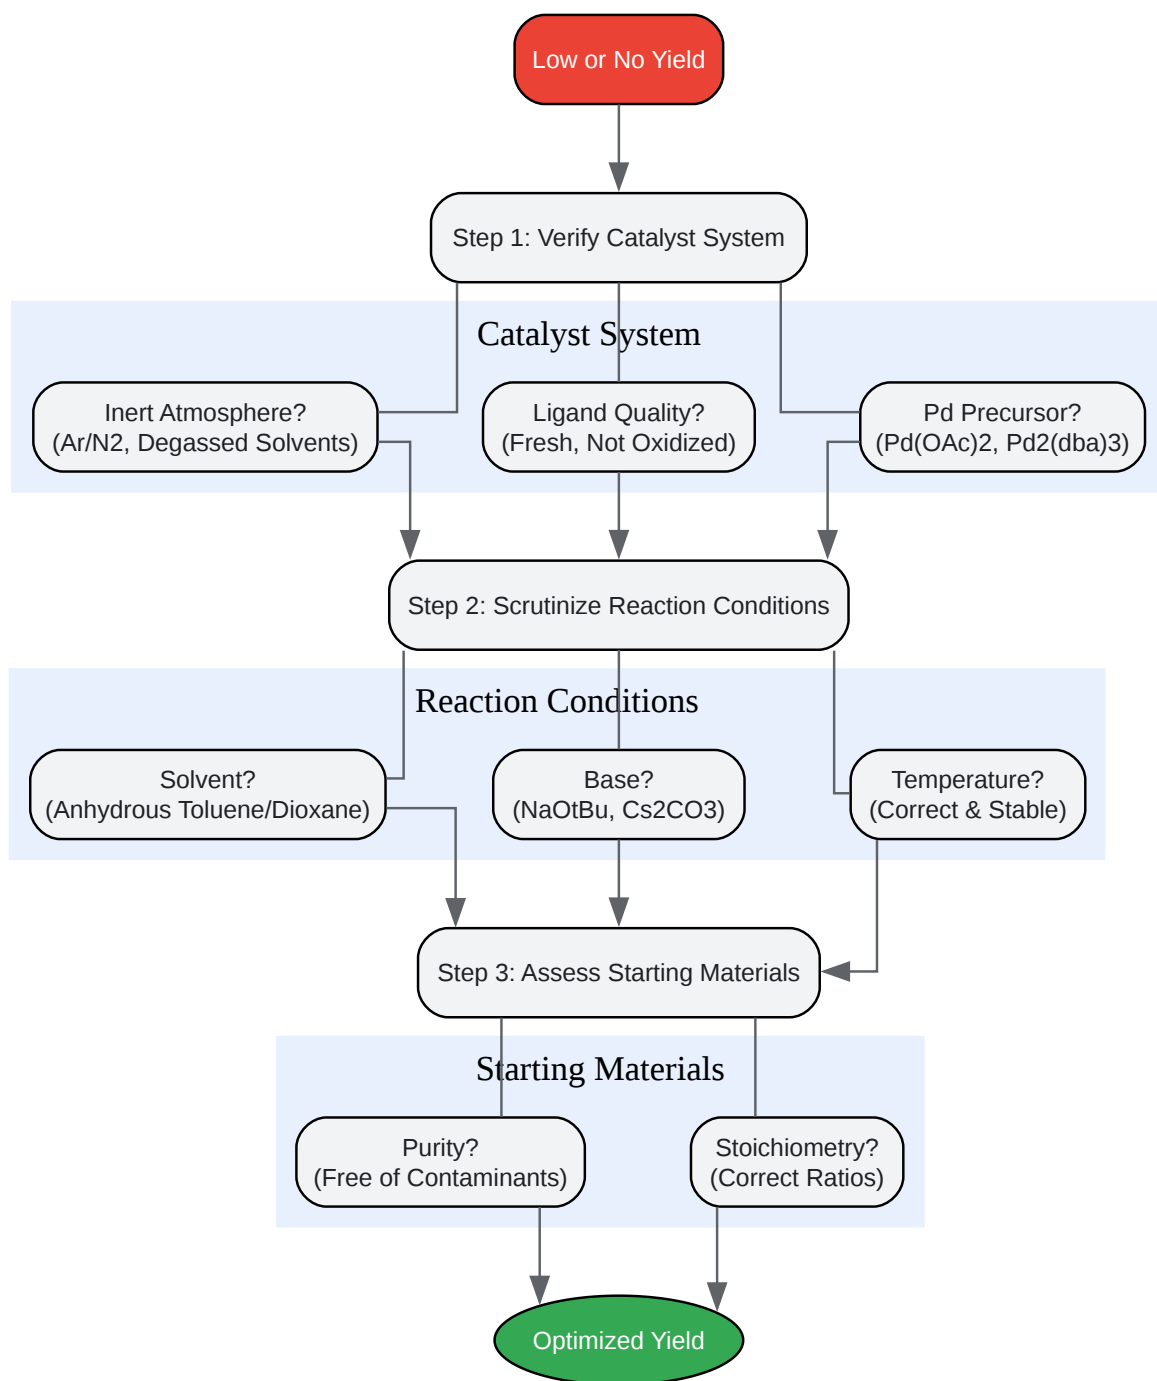 Low or No Yield
Step 1: Verify Catalyst System
Catalyst System
Inert Atmosphere?
(Ar/N2, Degassed Solvents)
Ligand Quality?
(Fresh, Not Oxidized)
Pd Precursor?
(Pd(OAc)2, Pd2(dba)3)
Step 2: Scrutinize Reaction Conditions
Reaction Conditions
Solvent?
(Anhydrous Toluene/Dioxane)
Base?
(NaOtBu, Cs2CO3)
Temperature?
(Correct & Stable)
Step 3: Assess Starting Materials
Starting Materials
Purity?
(Free of Contaminants)
Stoichiometry?
(Correct Ratios)
Optimized Yield